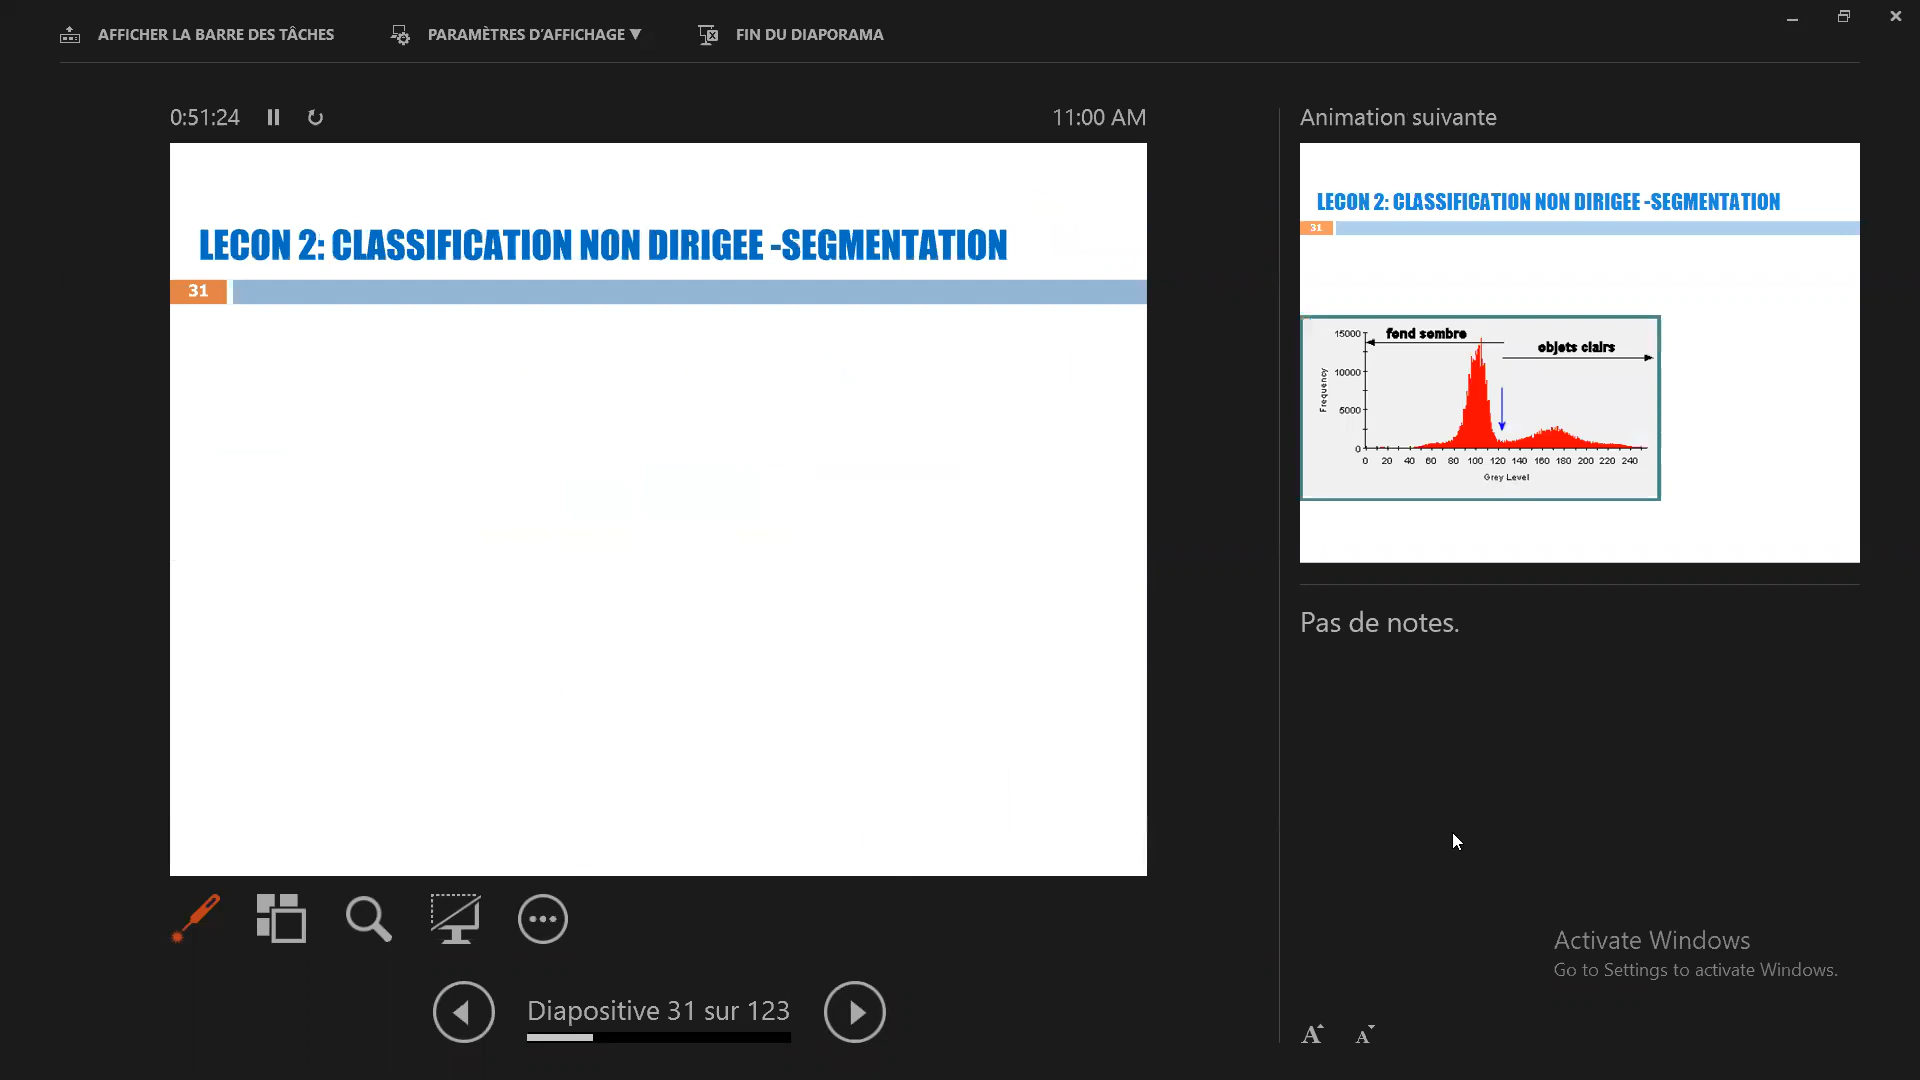 AFFICHER LA BARRE DES TÂCHES
PARAMÈTRES D'AFFICHAGE ▼
FIN DU DIAPORAMA
0:51:24
11:00 AM
LECON 2: CLASSIFICATION NON DIRIGEE -SEGMENTATION
31
Animation suivante
LECON 2: CLASSIFICATION NON DIRIGEE -SEGMENTATION
31
fond sombre
objets clairs
15000
10000
5000
0
Frequency
0 20 40 60 80 100 120 140 160 180 200 220 240
Grey Level
Pas de notes.
Activate Windows
Go to Settings to activate Windows.
Diapositive 31 sur 123
A A